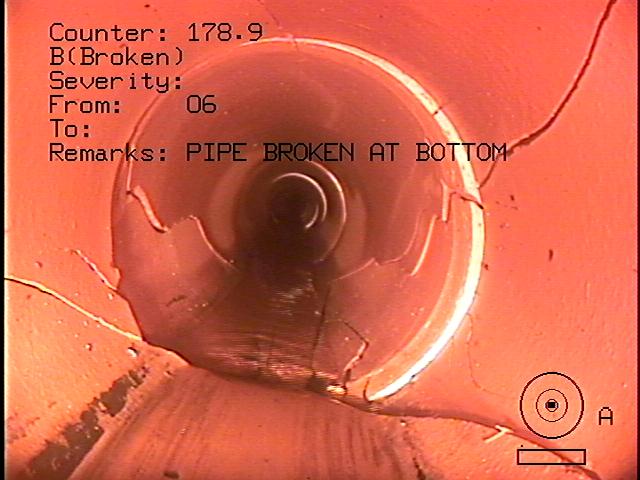 Counter: 178.9
B(Broken)
Severity:
From: 06
To:
Remarks: PIPE BROKEN AT BOTTOM
A